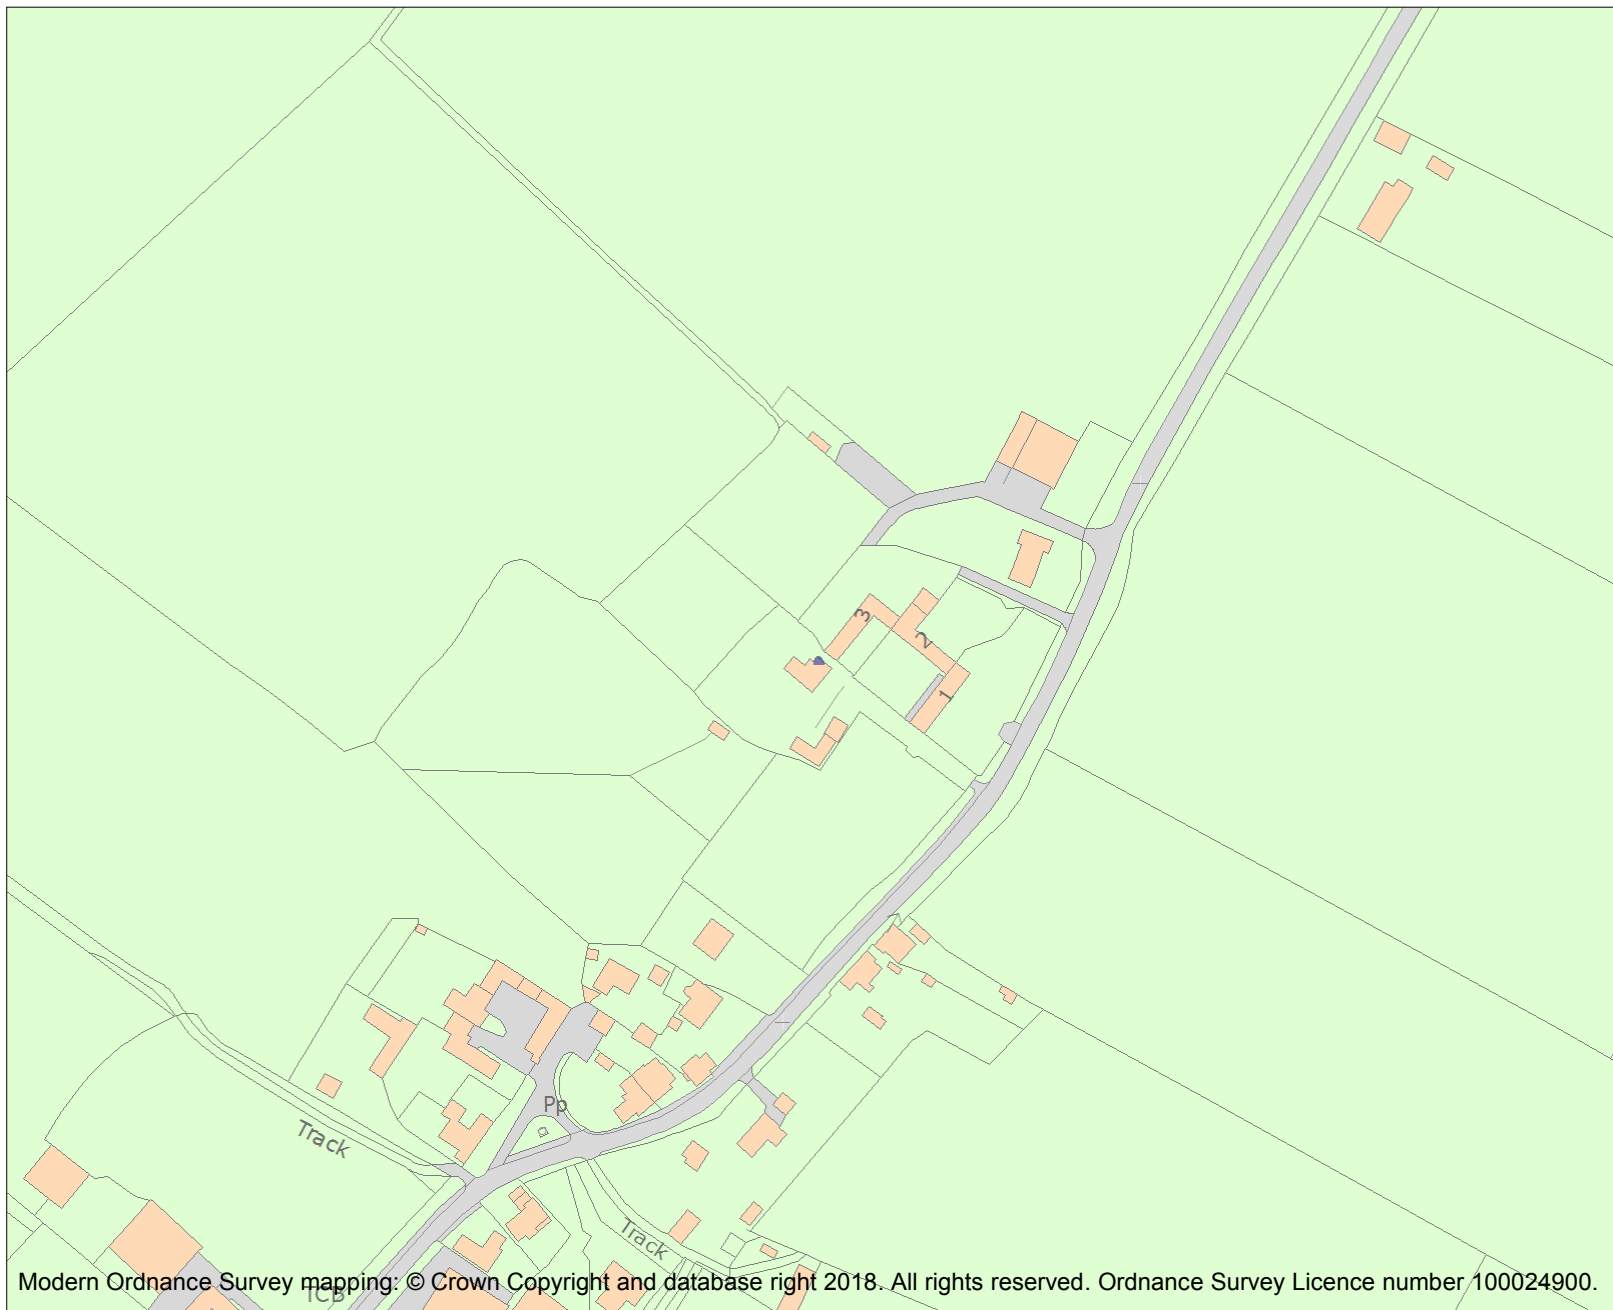 3
2
1
Pp
Track
Track
TCB
Modern Ordnance Survey mapping: © Crown Copyright and database right 2018. All rights reserved. Ordnance Survey Licence number 100024900.